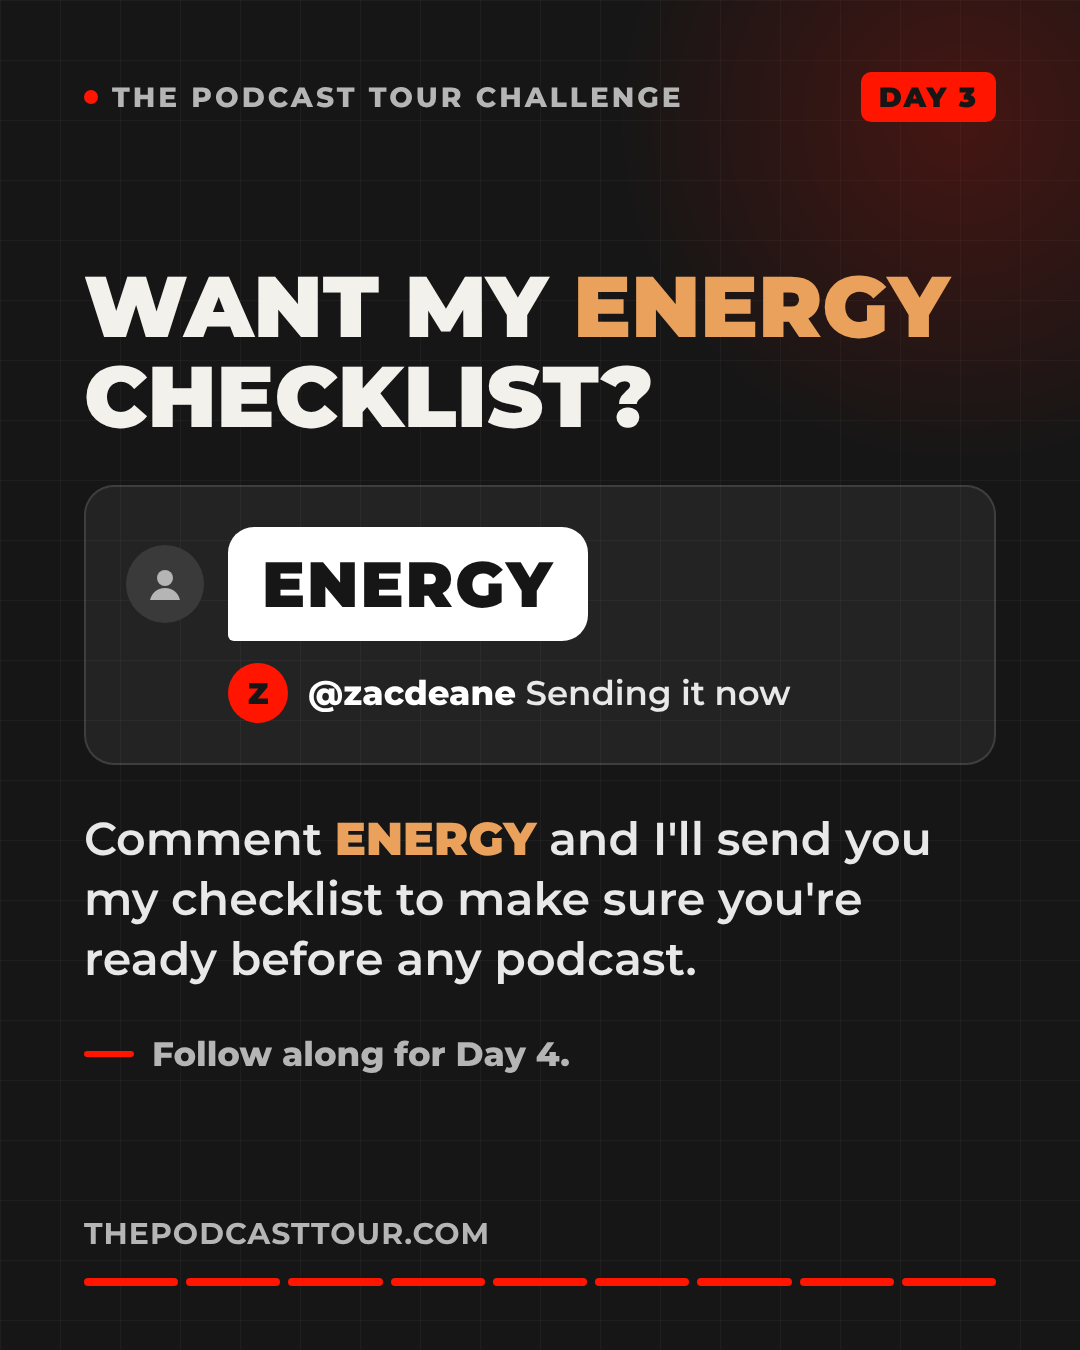 THE PODCAST TOUR CHALLENGE
DAY 3
WANT MY ENERGY
CHECKLIST?
ENERGY
Z
@zacdeane Sending it now
Comment ENERGY and I'll send you
my checklist to make sure you're
ready before any podcast.
Follow along for Day 4.
THEPODCASTTOUR.COM